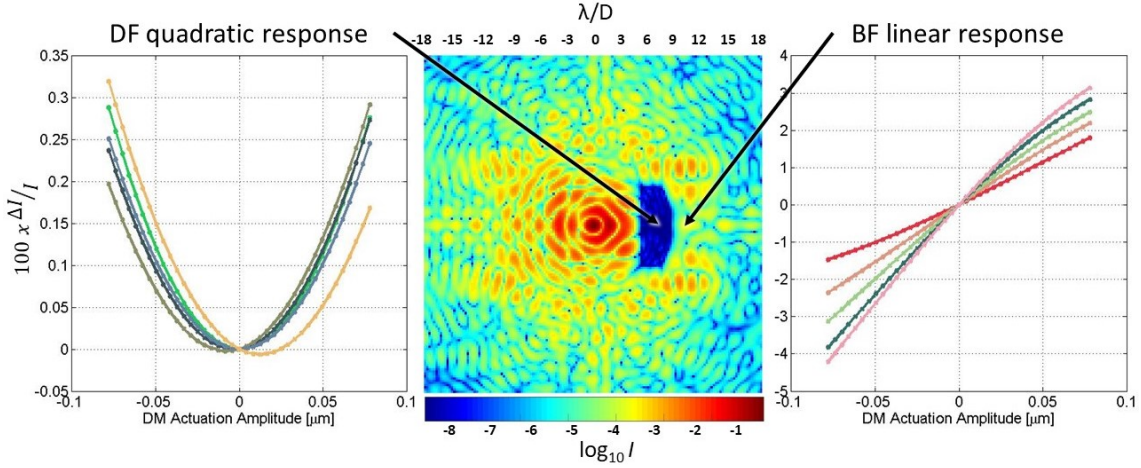 λ/D
DF quadratic response
BF linear response
-18 -15 -12 -9 -6 -3 0 3 6 9 12 15 18
0.35
0.3
0.25
0.2
0.15
0.1
0.05
0
-0.05
100 x ΔI/I
-0.1 -0.05 0 0.05 0.1
DM Actuation Amplitude [μm]
-8 -7 -6 -5 -4 -3 -2 -1
log10 I
4
3
2
1
0
-1
-2
-3
-4
-5
-0.1 -0.05 0 0.05 0.1
DM Actuation Amplitude [μm]